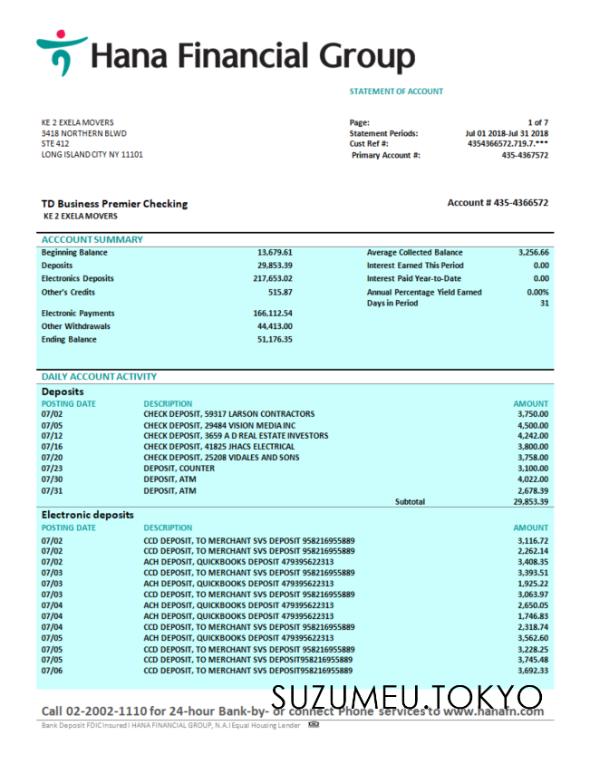 Hana Financial Group
STATEMENT OF ACCOUNT
KE 2 EXELA MOVERS
3418 NORTHERN BLWD
STE 412
LONG ISLAND CITY NY 11101
Page: 1 of 7
Statement Periods: Jul 01 2018-Jul 31 2018
Cust Ref #: 4354366572.719.7.***
Primary Account #: 435-4367572
TD Business Premier Checking
KE 2 EXELA MOVERS
Account # 435-4366572
ACCCOUNT SUMMARY
Beginning Balance 13,679.61 Average Collected Balance 3,256.66
Deposits 29,853.39 Interest Earned This Period 0.00
Electronics Deposits 217,653.02 Interest Paid Year-to-Date 0.00
Other's Credits 515.87 Annual Percentage Yield Earned 0.00%
Days in Period 31
Electronic Payments 166,112.54
Other Withdrawals 44,413.00
Ending Balance 51,176.35
DAILY ACCOUNT ACTIVITY
Deposits
POSTING DATE DESCRIPTION AMOUNT
07/02 CHECK DEPOSIT, 59317 LARSON CONTRACTORS 3,750.00
07/05 CHECK DEPOSIT, 29484 VISION MEDIA INC 4,500.00
07/12 CHECK DEPOSIT, 3659 A D REAL ESTATE INVESTORS 4,242.00
07/16 CHECK DEPOSIT, 41825 JHACS ELECTRICAL 3,800.00
07/20 CHECK DEPOSIT, 25208 VIDALES AND SONS 3,758.00
07/23 DEPOSIT, COUNTER 3,100.00
07/30 DEPOSIT, ATM 4,022.00
07/31 DEPOSIT, ATM 2,678.39
Subtotal 29,853.39
Electronic deposits
POSTING DATE DESCRIPTION AMOUNT
07/02 CCD DEPOSIT, TO MERCHANT SVS DEPOSIT 958216955889 3,116.72
07/02 CCD DEPOSIT, TO MERCHANT SVS DEPOSIT 958216955889 2,262.14
07/02 ACH DEPOSIT, QUICKBOOKS DEPOSIT 479395622313 3,408.35
07/03 CCD DEPOSIT, TO MERCHANT SVS DEPOSIT 958216955889 3,393.51
07/03 ACH DEPOSIT, QUICKBOOKS DEPOSIT 479395622313 1,925.22
07/03 CCD DEPOSIT, TO MERCHANT SVS DEPOSIT 958216955889 3,063.97
07/04 ACH DEPOSIT, QUICKBOOKS DEPOSIT 479395622313 2,650.05
07/04 ACH DEPOSIT, QUICKBOOKS DEPOSIT 479395622313 1,746.83
07/04 CCD DEPOSIT, TO MERCHANT SVS DEPOSIT 958216955889 2,318.74
07/05 ACH DEPOSIT, QUICKBOOKS DEPOSIT 479395622313 3,562.60
07/05 CCD DEPOSIT, TO MERCHANT SVS DEPOSIT 958216955889 3,228.25
07/05 CCD DEPOSIT, TO MERCHANT SVS DEPOSIT958216955889 3,745.48
07/06 CCD DEPOSIT, TO MERCHANT SVS DEPOSIT958216955889 3,692.33
SUZUMEU.TOKYO
Call 02-2002-1110 for 24-hour Bank-by- or connect Phone services to www.hanafn.com
Bank Deposit FDIC Insured l HANA FINANCIAL GROUP, N.A. l Equal Housing Lender